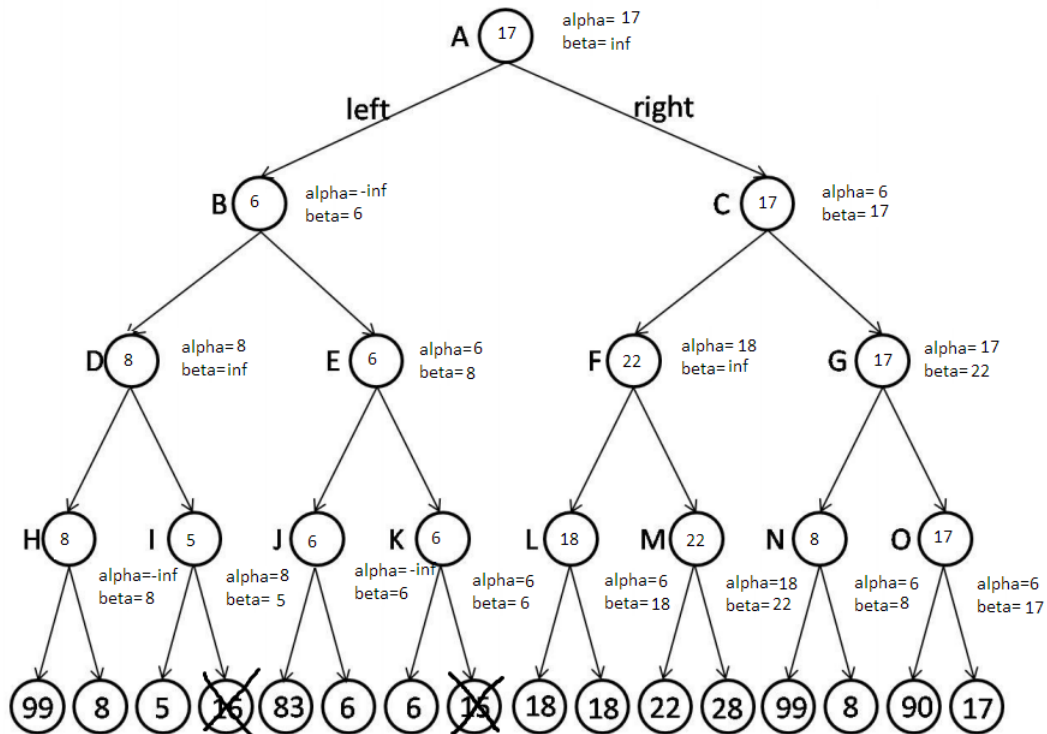 A 17 alpha= 17
beta= inf
left right
B 6 alpha=-inf
beta= 6
C 17 alpha= 6
beta= 17
D 8 alpha= 8
beta=inf
E 6 alpha=6
beta= 8
F 22 alpha= 18
beta= inf
G 17 alpha= 17
beta= 22
H 8 I 5 J 6 K 6 L 18 M 22 N 8 O 17
alpha=-inf
beta= 8
alpha=8
beta= 5
alpha=-inf
beta=6
alpha=6
beta= 6
alpha=6
beta= 18
alpha=18
beta= 22
alpha= 6
beta= 8
alpha=6
beta= 17
99 8 5 16 83 6 6 15 18 18 22 28 99 8 90 17